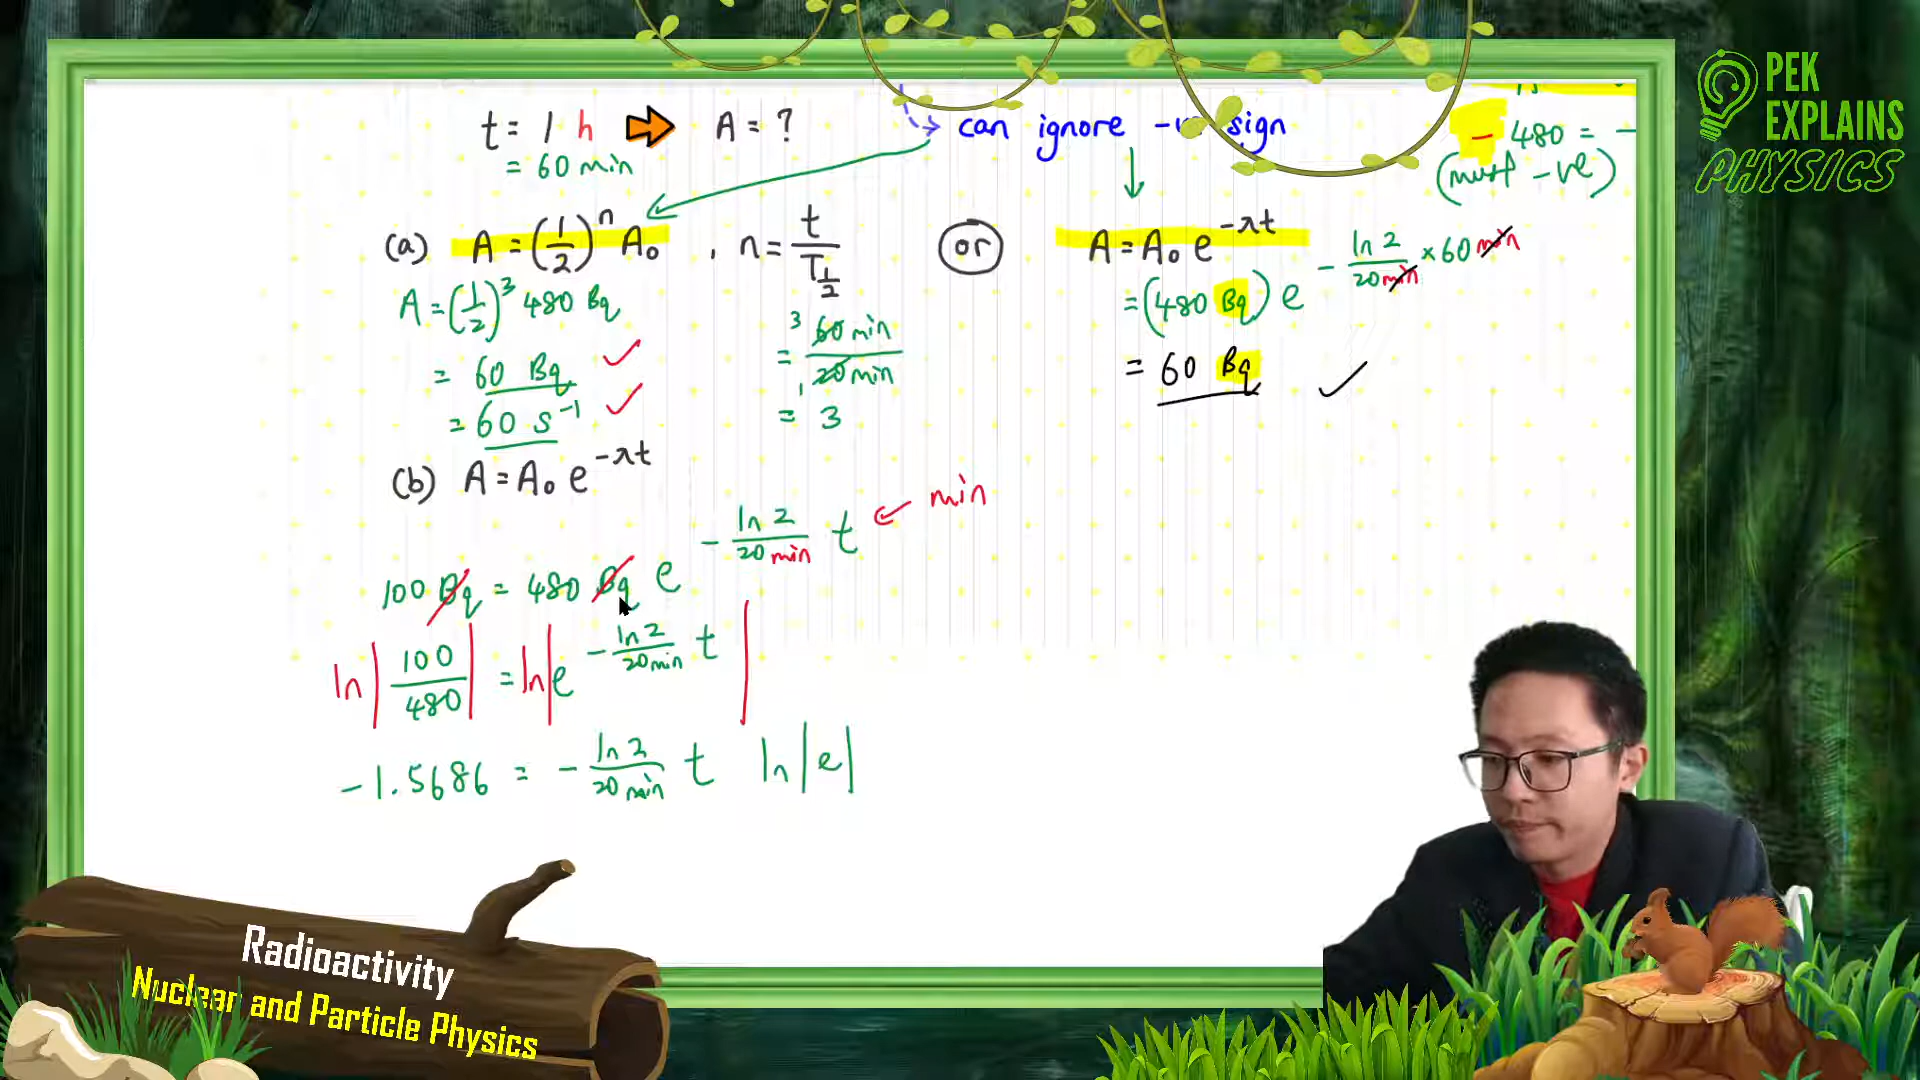 PEK
EXPLAINS
PHYSICS
t = 1 h ➡ A = ?
= 60 min
can ignore -ve sign
- 480 = -
(must -ve)
(a) A = (1/2)^n A₀ , n = t / T½
A = (1/2)³ 480 Bq
= 60 Bq ✓
= 60 s⁻¹ ✓
= 60 min / 20 min
3
1
= 3
or
A = A₀ e^(-λt)
= (480 Bq) e^(- ln 2 / 20 min × 60 min)
= 60 Bq ✓
(b) A = A₀ e^(-λt)
100 Bq = 480 Bq e^(- ln 2 / 20 min t) ← min
ln |100 / 480| = ln |e^(- ln 2 / 20 min t)|
-1.5686 = - ln 2 / 20 min t ln |e|
Radioactivity
Nuclear and Particle Physics